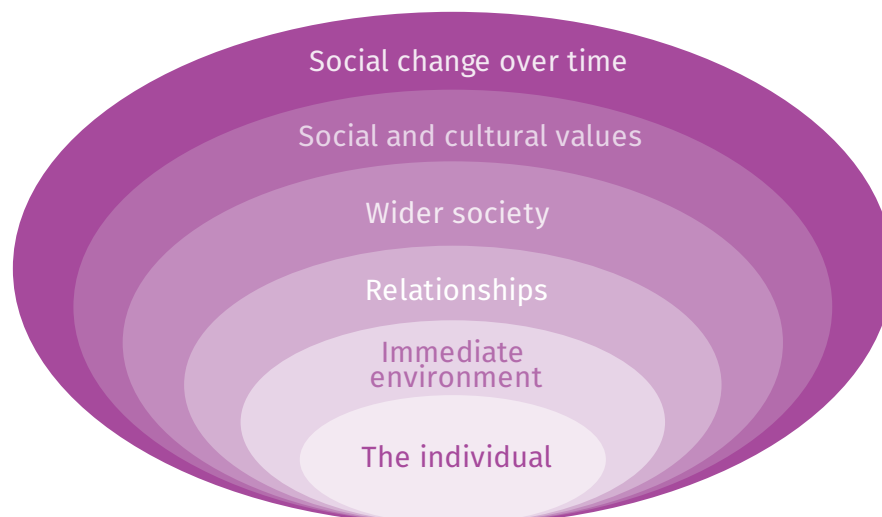 Social change over time
Social and cultural values
Wider society
Relationships
Immediate
environment
The individual